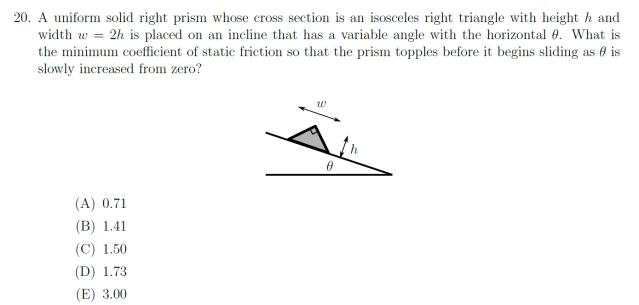 20. A uniform solid right prism whose cross section is an isosceles right triangle with height h and
width w = 2h is placed on an incline that has a variable angle with the horizontal θ. What is
the minimum coefficient of static friction so that the prism topples before it begins sliding as θ is
slowly increased from zero?
w
h
θ
(A) 0.71
(B) 1.41
(C) 1.50
(D) 1.73
(E) 3.00